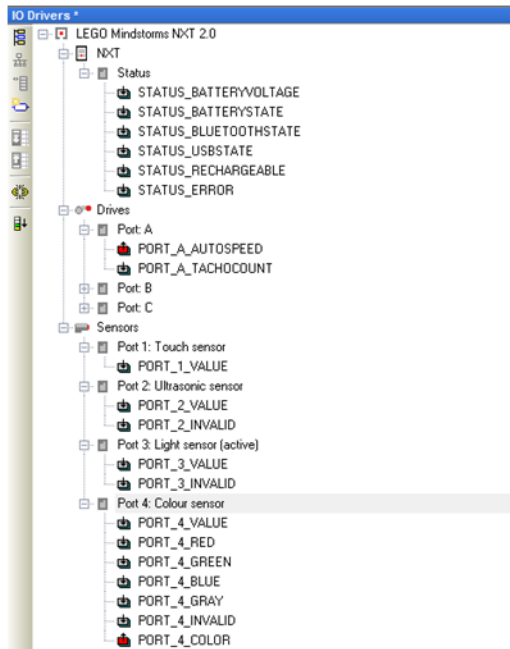 IO Drivers *
LEGO Mindstorms NXT 2.0
NXT
Status
STATUS_BATTERYVOLTAGE
STATUS_BATTERYSTATE
STATUS_BLUETOOTHSTATE
STATUS_USBSTATE
STATUS_RECHARGEABLE
STATUS_ERROR
Drives
Port: A
PORT_A_AUTOSPEED
PORT_A_TACHOCOUNT
Port: B
Port: C
Sensors
Port 1: Touch sensor
PORT_1_VALUE
Port 2: Ultrasonic sensor
PORT_2_VALUE
PORT_2_INVALID
Port 3: Light sensor (active)
PORT_3_VALUE
PORT_3_INVALID
Port 4: Colour sensor
PORT_4_VALUE
PORT_4_RED
PORT_4_GREEN
PORT_4_BLUE
PORT_4_GRAY
PORT_4_INVALID
PORT_4_COLOR